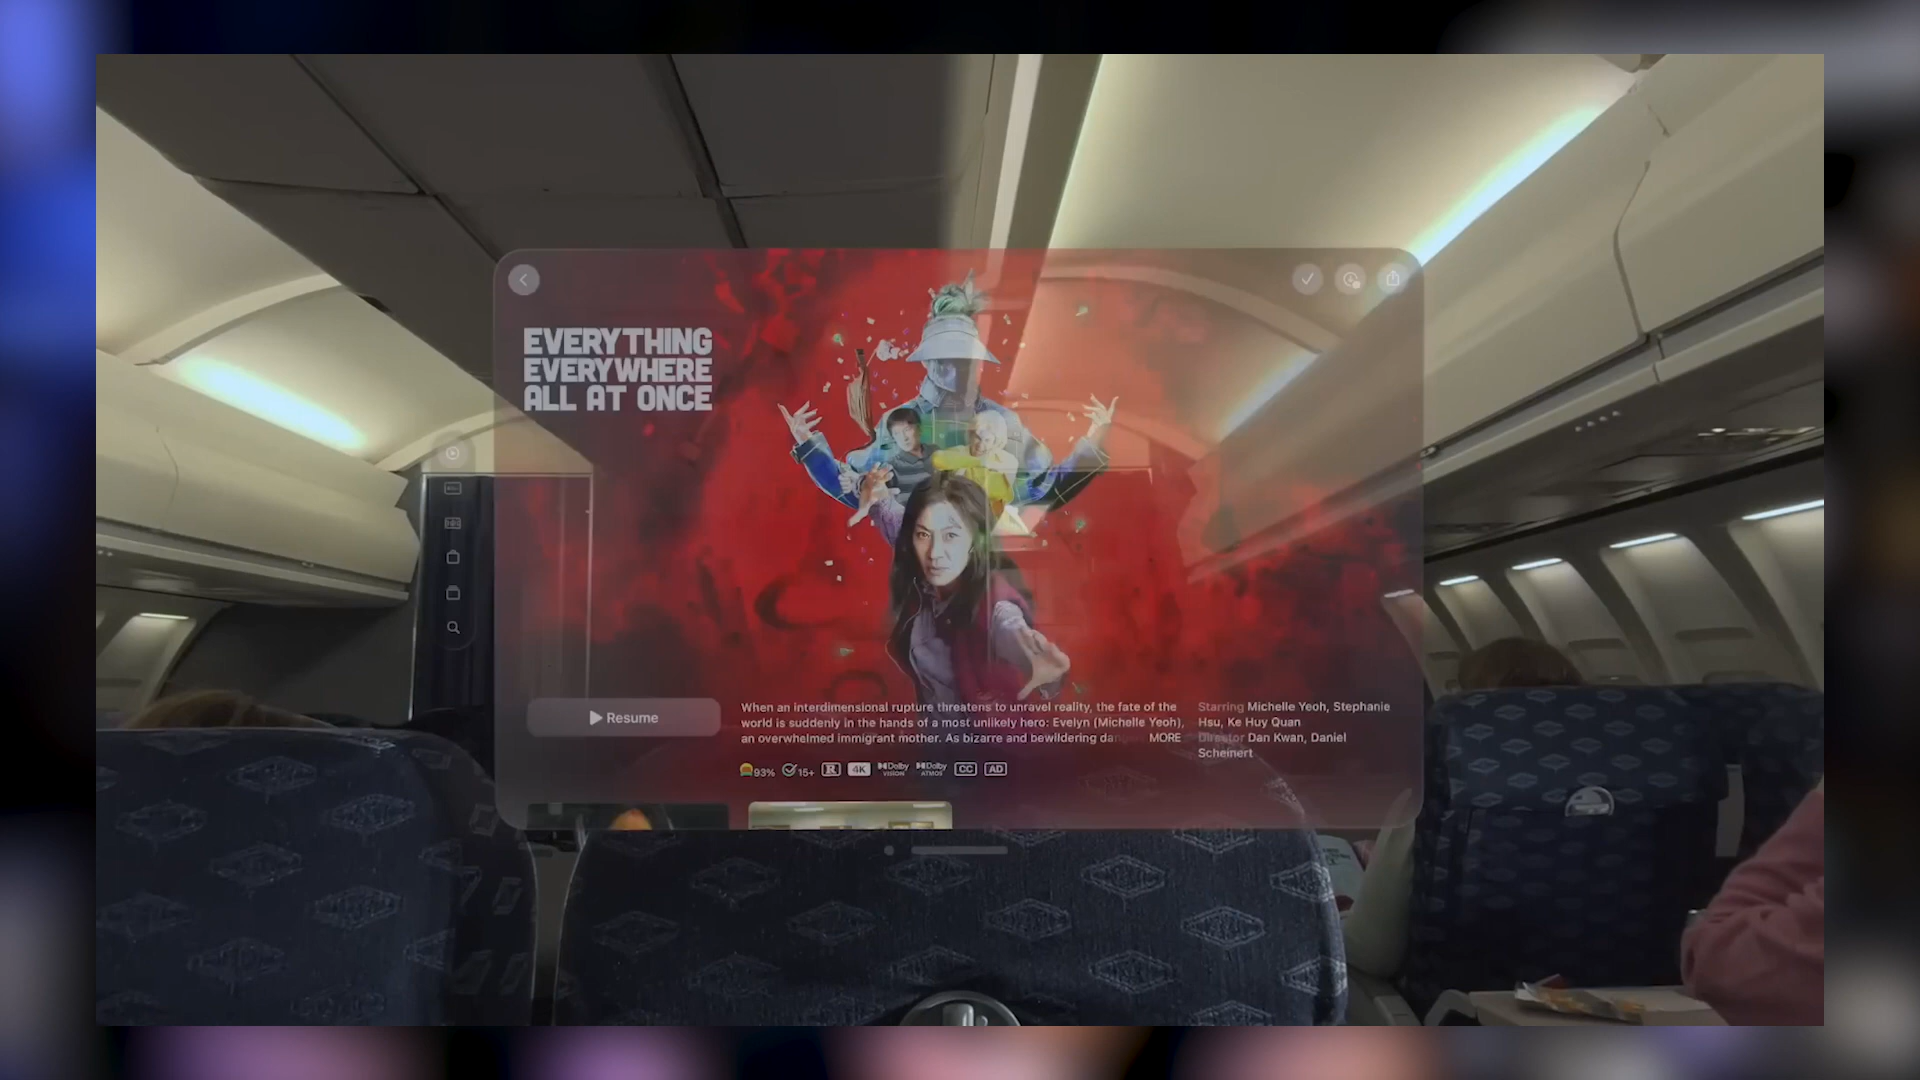 EVERYTHING
EVERYWHERE
ALL AT ONCE
Resume
When an interdimensional rupture threatens to unravel reality, the fate of the
world is suddenly in the hands of a most unlikely hero: Evelyn (Michelle Yeoh),
an overwhelmed immigrant mother. As bizarre and bewildering MORE
Starring Michelle Yeoh, Stephanie
Hsu, Ke Huy Quan
Director Dan Kwan, Daniel
Scheinert
93% 15+ R 4K Dolby VISION Dolby ATMOS CC AD